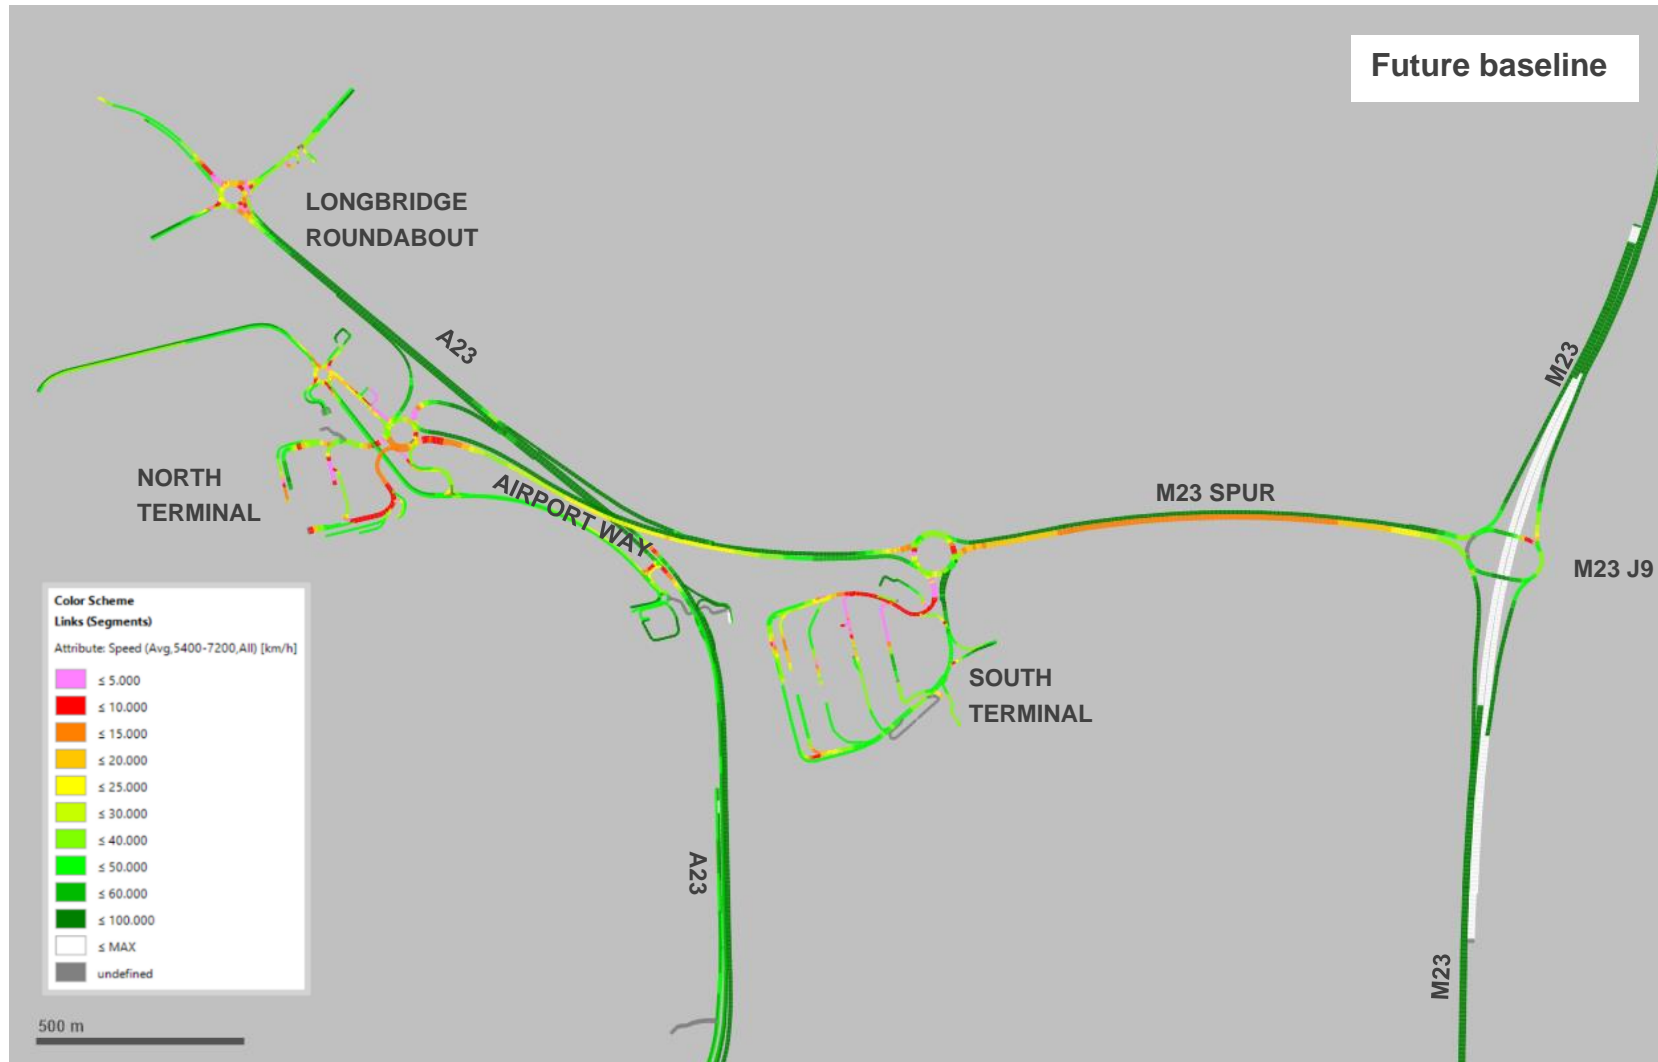 Future baseline
LONGBRIDGE
ROUNDABOUT
A23
M23
NORTH
TERMINAL
AIRPORT WAY
M23 SPUR
M23 J9
SOUTH
TERMINAL
A23
M23
Color Scheme
Links (Segments)
Attribute: Speed (Avg,5400-7200,All) [km/h]
≤ 5.000
≤ 10.000
≤ 15.000
≤ 20.000
≤ 25.000
≤ 30.000
≤ 40.000
≤ 50.000
≤ 60.000
≤ 100.000
≤ MAX
undefined
500 m